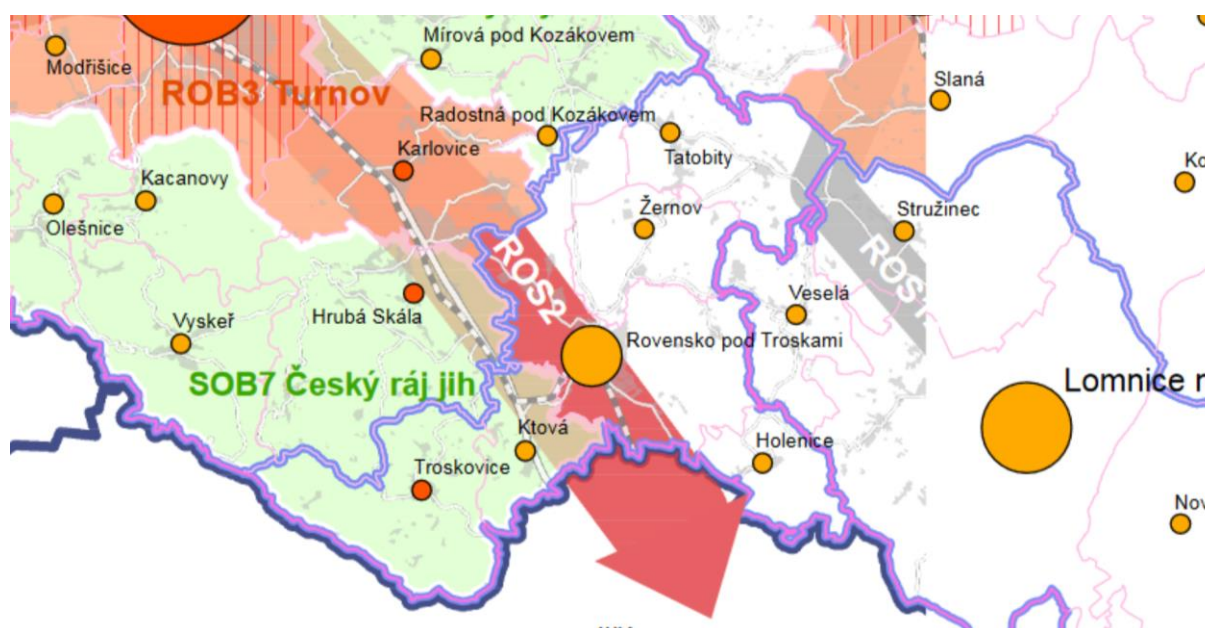 Mírová pod Kozákovem
Modřišice
Slaná
ROB3 Turnov
Radostná pod Kozákovem
Karlovice
Tatobity
Kacanovy
Olešnice
Žernov
Stružinec
ROS2
Hrubá Skála
Veselá
Vyskeř
Rovensko pod Troskami
SOB7 Český ráj jih
Lomnice
Ktová
Holenice
Troskovice